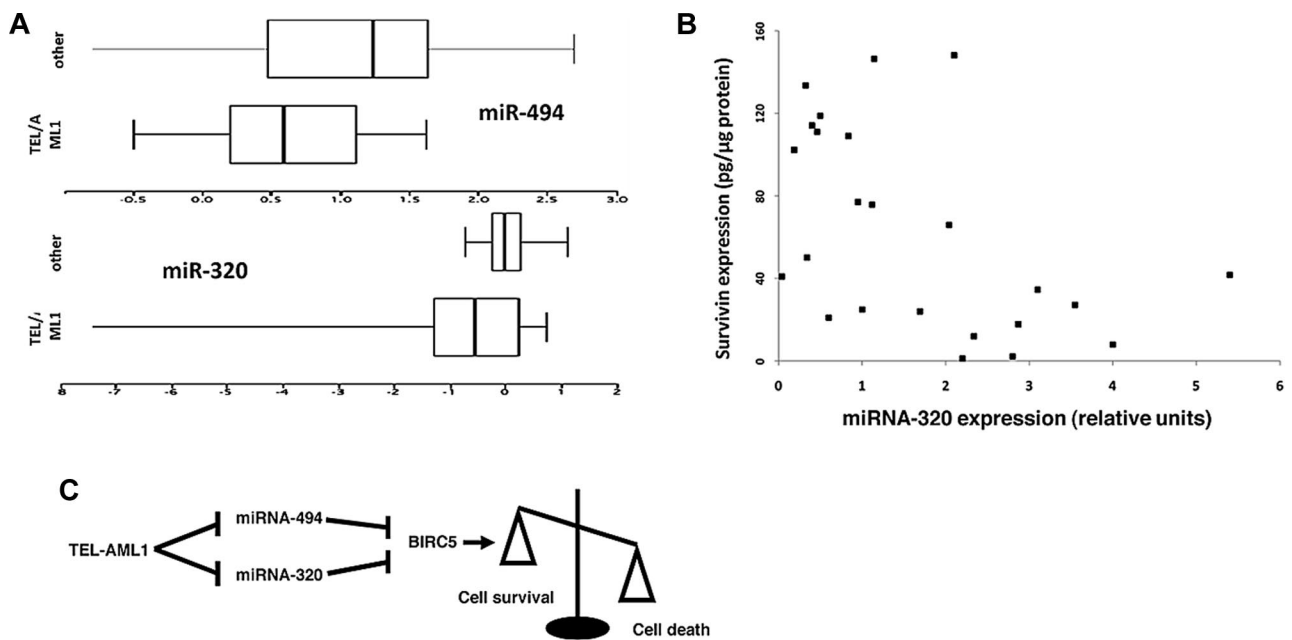 A
other
TEL/A
ML1
miR-494
-0.5 0.0 0.5 1.0 1.5 2.0 2.5 3.0
other
miR-320
TEL/
ML1
8 -7 -6 -5 -4 -3 -2 -1 0 1 2
B
Survivin expression (pg/µg protein)
160
120
80
40
0
0 1 2 3 4 5 6
miRNA-320 expression (relative units)
C
TEL-AML1
miRNA-494
miRNA-320
BIRC5
Cell survival
Cell death